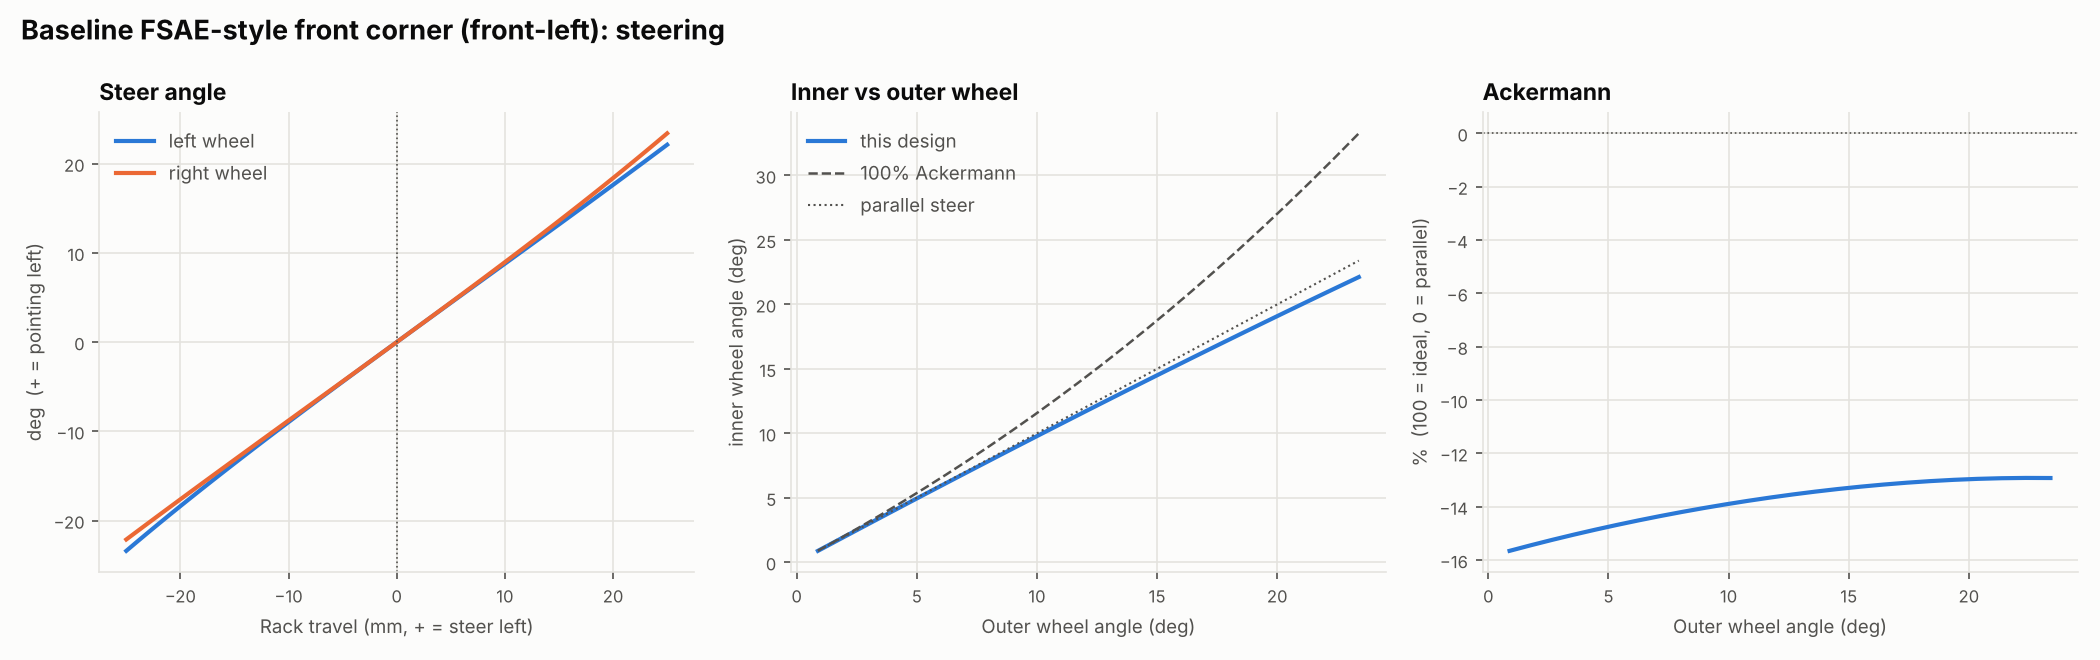 Baseline FSAE-style front corner (front-left): steering
Steer angle
left wheel
right wheel
deg  (+ = pointing left)
20
10
0
−10
−20
−20
−10
0
10
20
Rack travel (mm, + = steer left)
Inner vs outer wheel
this design
100% Ackermann
parallel steer
inner wheel angle (deg)
30
25
20
15
10
5
0
0
5
10
15
20
Outer wheel angle (deg)
Ackermann
%  (100 = ideal, 0 = parallel)
0
−2
−4
−6
−8
−10
−12
−14
−16
0
5
10
15
20
Outer wheel angle (deg)